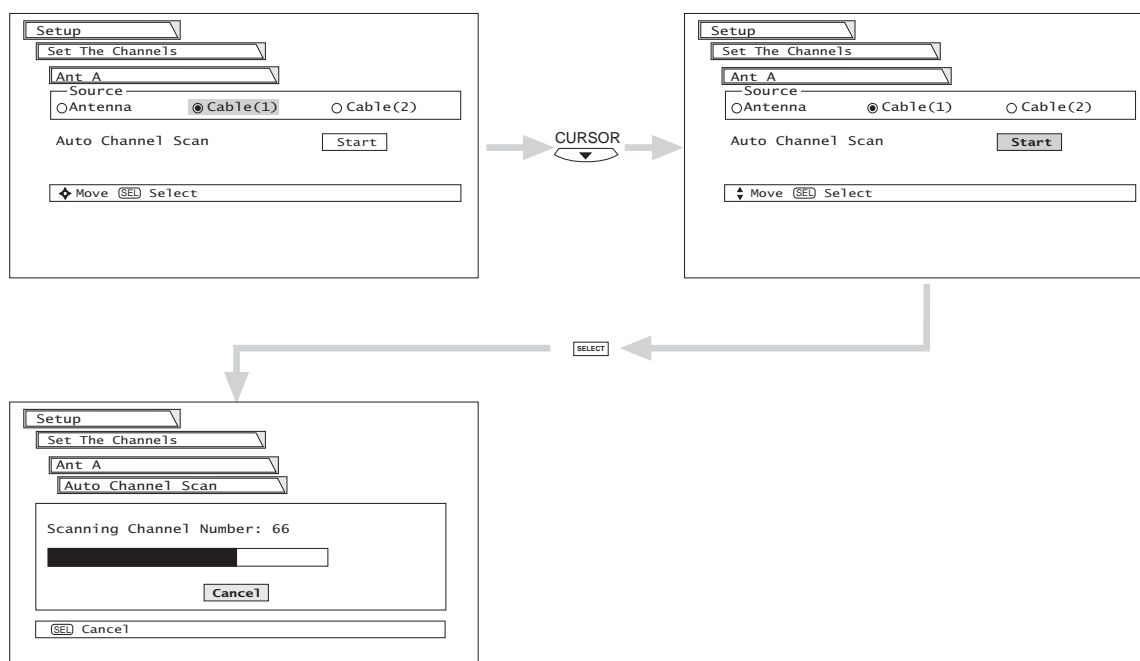 Setup
Set The Channels
Ant A
Source
Antenna Cable(1) Cable(2)
Auto Channel Scan Start
Move SEL Select
CURSOR
Setup
Set The Channels
Ant A
Source
Antenna Cable(1) Cable(2)
Auto Channel Scan Start
Move SEL Select
SELECT
Setup
Set The Channels
Ant A
Auto Channel Scan
Scanning Channel Number: 66
Cancel
SEL Cancel